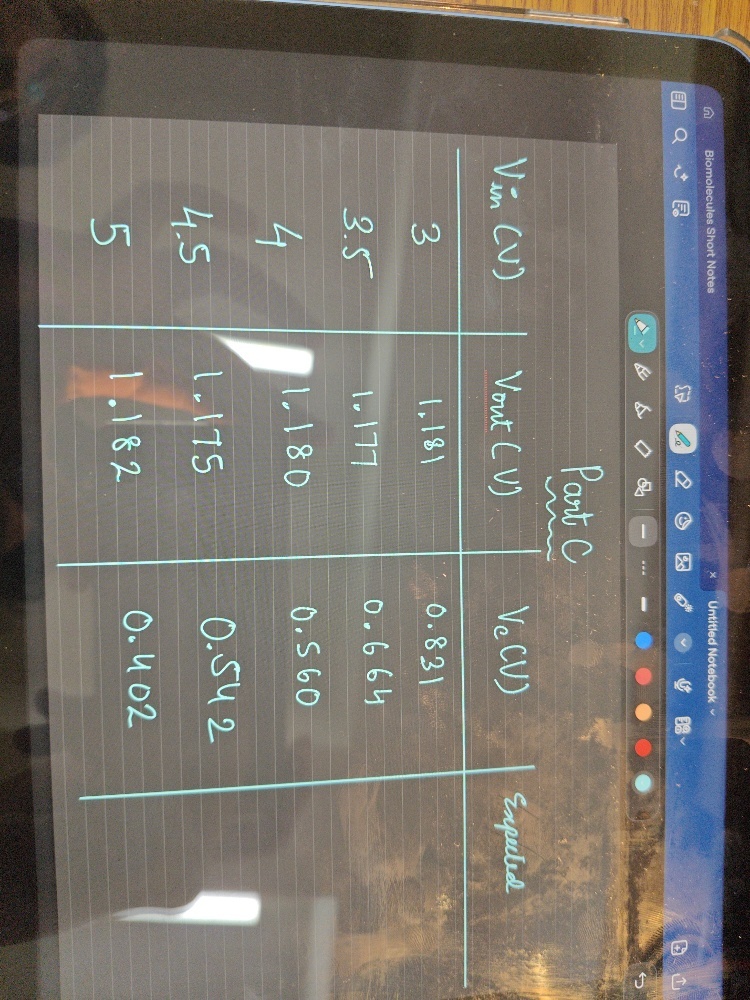 Biomolecules Short Notes
× Untitled Notebook
Part C
Vin (V) Vout (V) Vc (V) Expected
3 1.181 0.831
3.5 1.177 0.664
4 1.180 0.560
4.5 1.175 0.542
5 1.182 0.402